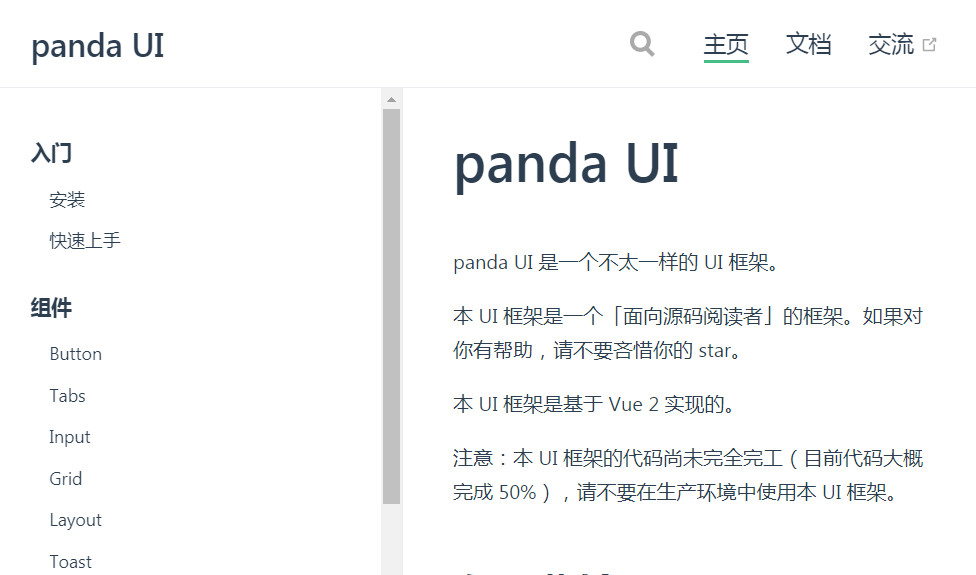 panda UI
主页 文档 交流
入门
安装
快速上手
组件
Button
Tabs
Input
Grid
Layout
Toast
panda UI
panda UI 是一个不太一样的 UI 框架。
本 UI 框架是一个「面向源码阅读者」的框架。如果对
你有帮助，请不要吝惜你的 star。
本 UI 框架是基于 Vue 2 实现的。
注意：本 UI 框架的代码尚未完全完工（目前代码大概
完成 50%），请不要在生产环境中使用本 UI 框架。